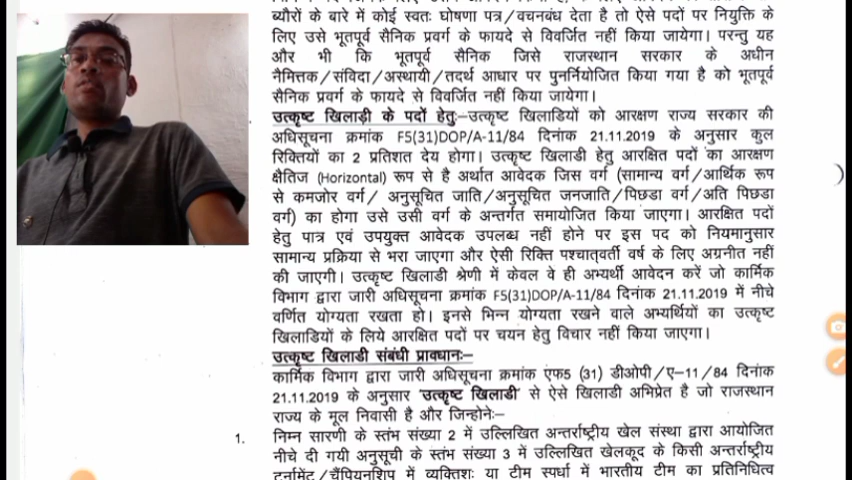 ब्यौरों के बारे में कोई स्वतः घोषणा पत्र/वचनबंध देता है तो ऐसे पदों पर नियुक्ति के
लिए उसे भूतपूर्व सैनिक प्रवर्ग के फायदे से विवर्जित नहीं किया जायेगा। परन्तु यह
और भी कि भूतपूर्व सैनिक जिसे राजस्थान सरकार के अधीन
नैमित्तक/संविदा/अस्थायी/तदर्थ आधार पर पुनर्नियोजित किया गया है को भूतपूर्व
सैनिक प्रवर्ग के फायदे से विवर्जित नहीं किया जायेगा।
उत्कृष्ट खिलाड़ी के पदों हेतुः–उत्कृष्ट खिलाडियों को आरक्षण राज्य सरकार की
अधिसूचना क्रमांक F5(31)DOP/A-11/84 दिनांक 21.11.2019 के अनुसार कुल
रिक्तियों का 2 प्रतिशत देय होगा। उत्कृष्ट खिलाडी हेतु आरक्षित पदों का आरक्षण
क्षैतिज (Horizontal) रूप से है अर्थात आवेदक जिस वर्ग (सामान्य वर्ग/आर्थिक रूप
से कमजोर वर्ग/ अनुसूचित जाति/अनुसूचित जनजाति/पिछडा वर्ग/अति पिछडा
वर्ग) का होगा उसे उसी वर्ग के अन्तर्गत समायोजित किया जाएगा। आरक्षित पदों
हेतु पात्र एवं उपयुक्त आवेदक उपलब्ध नहीं होने पर इस पद को नियमानुसार
सामान्य प्रक्रिया से भरा जाएगा और ऐसी रिक्ति पश्चात्वर्ती वर्ष के लिए अग्रनीत नहीं
की जाएगी। उत्कृष्ट खिलाडी श्रेणी में केवल वे ही अभ्यर्थी आवेदन करें जो कार्मिक
विभाग द्वारा जारी अधिसूचना क्रमांक F5(31)DOP/A-11/84 दिनांक 21.11.2019 में नीचे
वर्णित योग्यता रखता हो। इनसे भिन्न योग्यता रखने वाले अभ्यर्थियों का उत्कृष्ट
खिलाडियों के लिये आरक्षित पदों पर चयन हेतु विचार नहीं किया जाएगा।
उत्कृष्ट खिलाडी संबंधी प्रावधानः–
कार्मिक विभाग द्वारा जारी अधिसूचना क्रमांक एफ5 (31) डीओपी/ए–11/84 दिनांक
21.11.2019 के अनुसार 'उत्कृष्ट खिलाडी' से ऐसे खिलाडी अभिप्रेत है जो राजस्थान
राज्य के मूल निवासी है और जिन्होनेः–
1. निम्न सारणी के स्तंभ संख्या 2 में उल्लिखित अन्तर्राष्ट्रीय खेल संस्था द्वारा आयोजित
नीचे दी गयी अनुसूची के स्तंभ संख्या 3 में उल्लिखित खेलकूद के किसी अन्तर्राष्ट्रीय
टूर्नामेंट/चैंपियनशिप में व्यक्तिशः या टीम स्पर्धा में भारतीय टीम का प्रतिनिधित्व